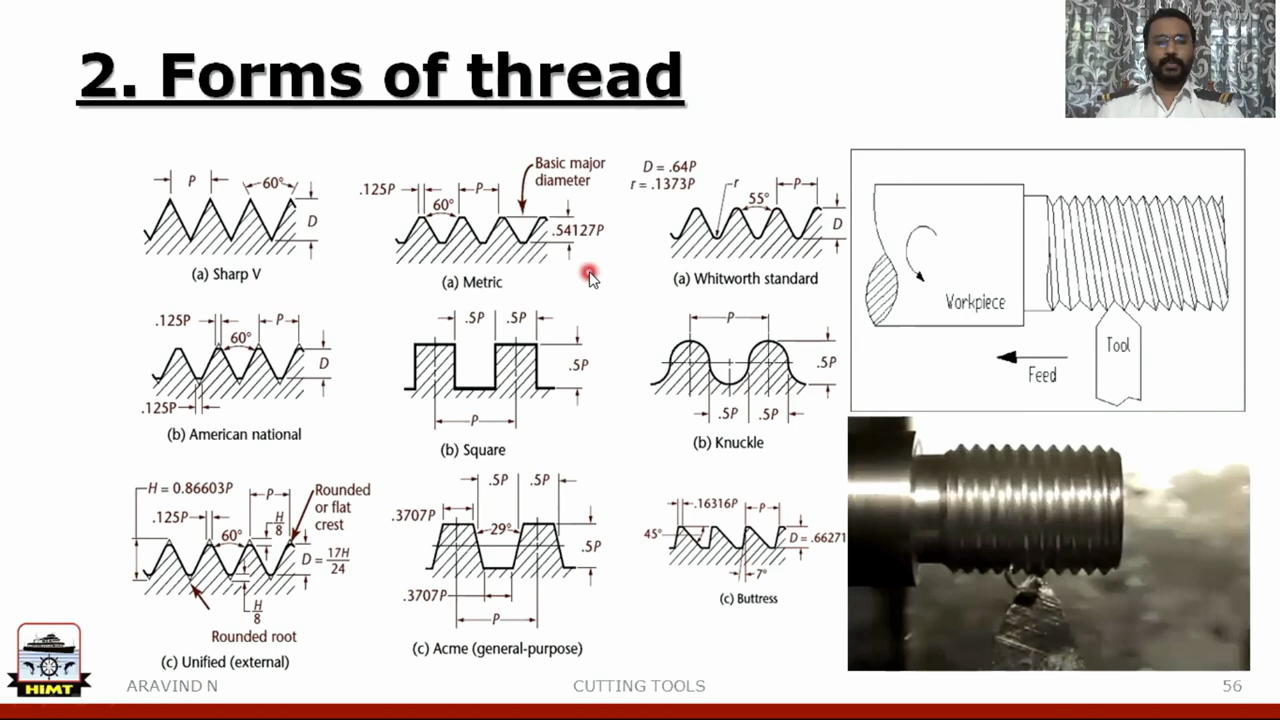 2. Forms of thread
P
60°
D
(a) Sharp V
.125P
60°
P
Basic major
diameter
.54127P
(a) Metric
D = .64P
r = .1373P
r
55°
P
D
(a) Whitworth standard
.125P
60°
P
D
.125P
(b) American national
.5P
.5P
.5P
P
(b) Square
P
.5P
.5P
.5P
(b) Knuckle
H = 0.86603P
.125P
60°
P
H
8
Rounded
or flat
crest
D = 17H
24
H
8
Rounded root
(c) Unified (external)
.5P
.5P
.3707P
29°
.5P
.3707P
P
(c) Acme (general-purpose)
.16316P
P
45°
D = .66271
7°
(c) Buttress
Workpiece
Tool
Feed
HIMT
ARAVIND N
CUTTING TOOLS
56